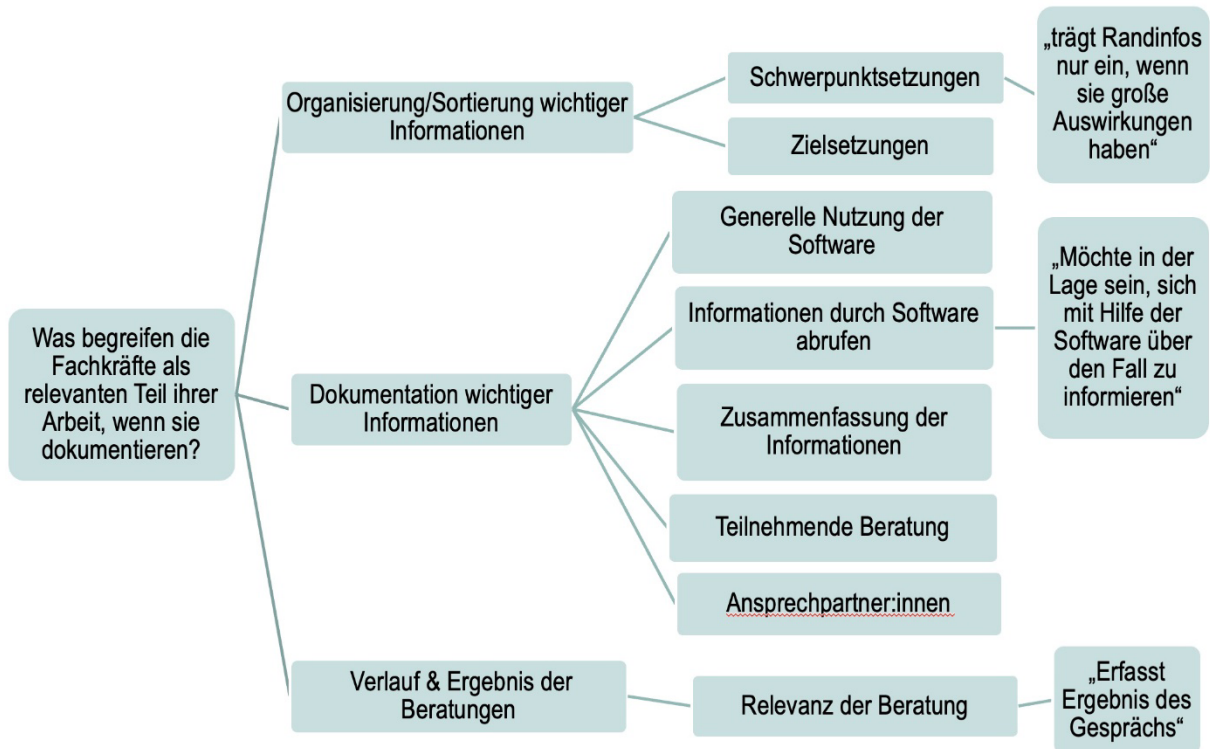 Was begreifen die
Fachkräfte als
relevanten Teil ihrer
Arbeit, wenn sie
dokumentieren?
Organisierung/Sortierung wichtiger
Informationen
Schwerpunktsetzungen
„trägt Randinfos
nur ein, wenn
sie große
Auswirkungen
haben“
Zielsetzungen
Dokumentation wichtiger
Informationen
Generelle Nutzung der
Software
Informationen durch Software
abrufen
„Möchte in der
Lage sein, sich
mit Hilfe der
Software über
den Fall zu
informieren“
Zusammenfassung der
Informationen
Teilnehmende Beratung
Ansprechpartner:innen
Verlauf & Ergebnis der
Beratungen
Relevanz der Beratung
„Erfasst
Ergebnis des
Gesprächs“